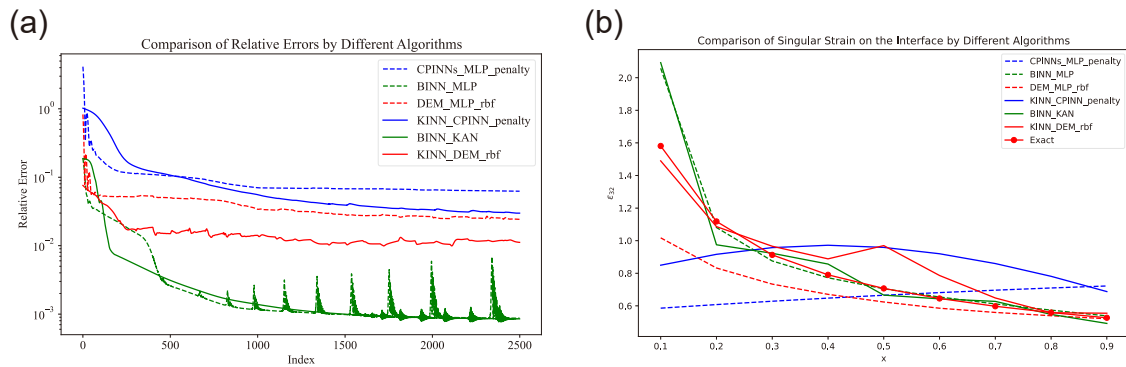 (a)
Comparison of Relative Errors by Different Algorithms
CPINNs_MLP_penalty
BINN_MLP
DEM_MLP_rbf
KINN_CPINN_penalty
BINN_KAN
KINN_DEM_rbf
10^0
10^-1
10^-2
10^-3
Relative Error
0 500 1000 1500 2000 2500
Index
(b)
Comparison of Singular Strain on the Interface by Different Algorithms
CPINNs_MLP_penalty
BINN_MLP
DEM_MLP_rbf
KINN_CPINN_penalty
BINN_KAN
KINN_DEM_rbf
Exact
2,0
1,8
1.6
1.4
1.2
1.0
0.8
0.6
ε32
0.1 0.2 0.3 0.4 0.5 0.6 0.7 0.8 0.9
x